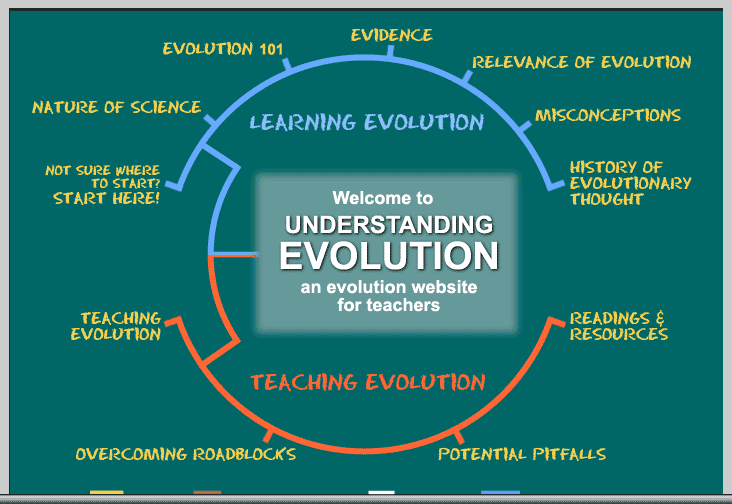 EVIDENCE
EVOLUTION 101
RELEVANCE OF EVOLUTION
NATURE OF SCIENCE
MISCONCEPTIONS
LEARNING EVOLUTION
NOT SURE WHERE
TO START?
START HERE!
HISTORY OF
EVOLUTIONARY
THOUGHT
Welcome to
UNDERSTANDING
EVOLUTION
an evolution website
for teachers
TEACHING
EVOLUTION
READINGS &
RESOURCES
TEACHING EVOLUTION
OVERCOMING ROADBLOCKS
POTENTIAL PITFALLS